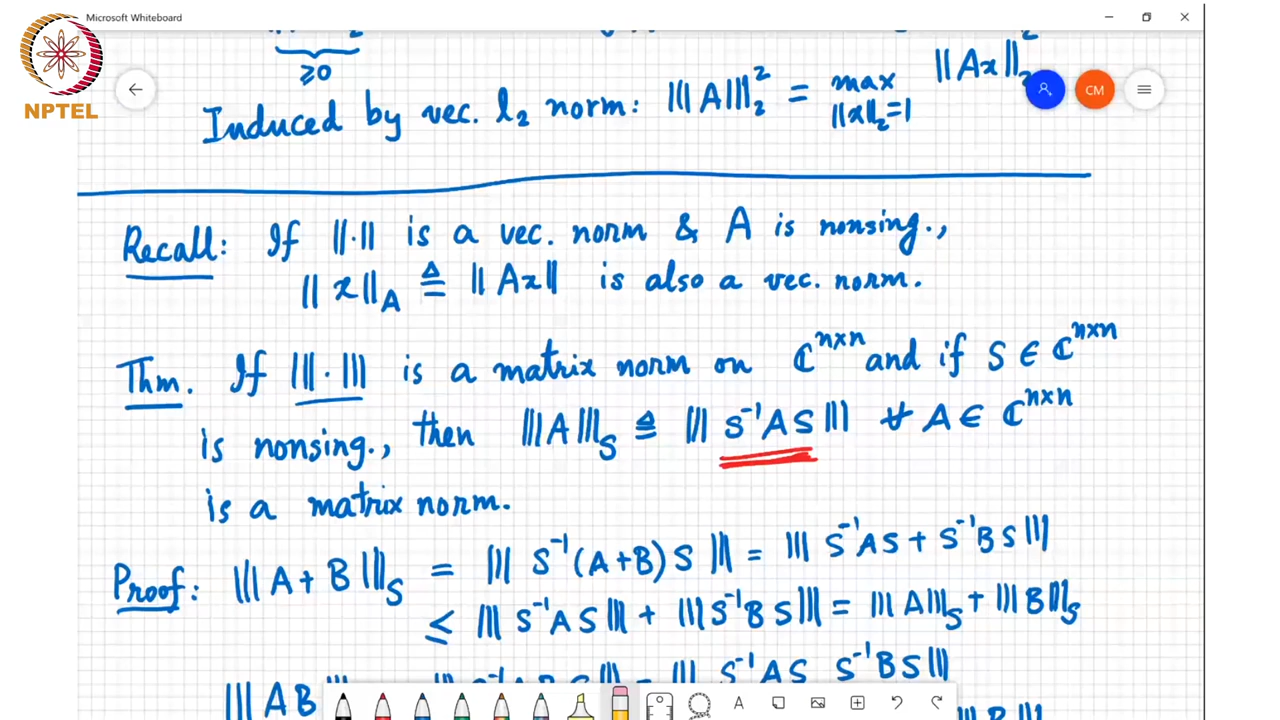 Microsoft Whiteboard
NPTEL
≥0
Induced by vec. l₂ norm: |||A|||₂² = max ||Ax||₂²
||x||₂=1
CM
Recall: If ||·|| is a vec. norm & A is nonsing.,
||x||_A ≜ ||Ax|| is also a vec. norm.
Thm. If |||·||| is a matrix norm on ℂⁿˣⁿ and if S ∈ ℂⁿˣⁿ
is nonsing., then |||A|||_S ≜ ||| S⁻¹AS ||| ∀ A ∈ ℂⁿˣⁿ
is a matrix norm.
Proof: ||| A+B |||_S = ||| S⁻¹(A+B) S ||| = ||| S⁻¹AS + S⁻¹BS |||
≤ ||| S⁻¹AS ||| + ||| S⁻¹BS ||| = |||A|||_S + |||B|||_S
||| AB ||| S⁻¹AS S⁻¹BS |||
A